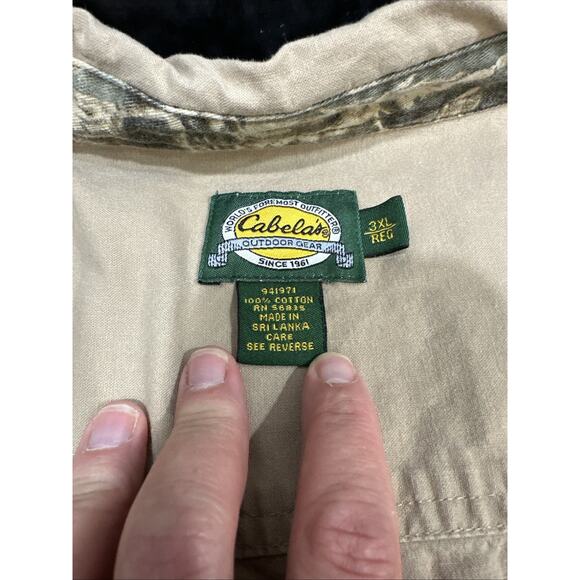 WORLD'S FOREMOST OUTFITTER®
Cabela's®
OUTDOOR GEAR
SINCE 1961
3XL
REG
941971
100% COTTON
RN 56835
MADE IN
SRI LANKA
CARE
SEE REVERSE